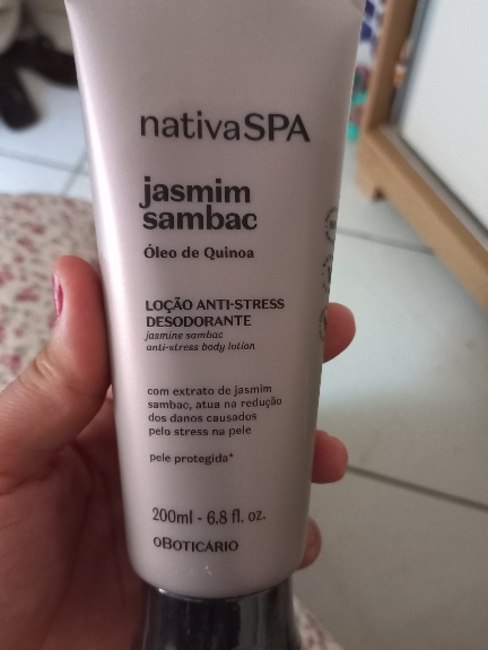 nativaSPA
jasmim
sambac
Óleo de Quinoa
LOÇÃO ANTI-STRESS
DESODORANTE
jasmine sambac
anti-stress body lotion
com extrato de jasmim
sambac, atua na redução
dos danos causados
pelo stress na pele
pele protegida*
200ml - 6.8 fl. oz.
oBOTICÁRIO